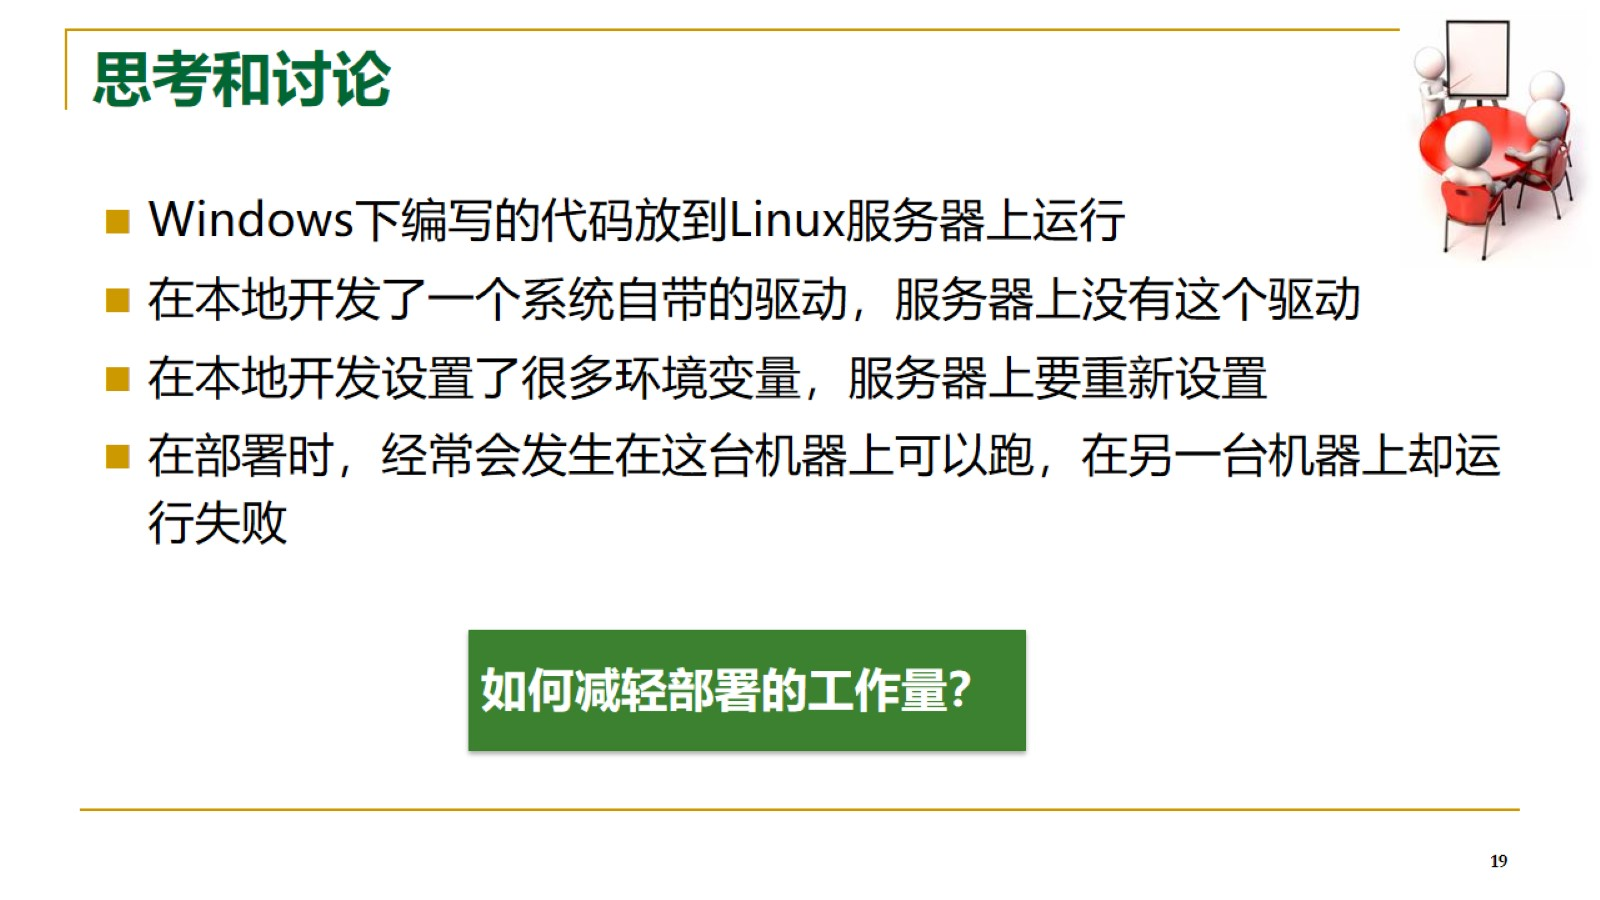 思考和讨论
Windows下编写的代码放到Linux服务器上运行
在本地开发了一个系统自带的驱动，服务器上没有这个驱动
在本地开发设置了很多环境变量，服务器上要重新设置
在部署时，经常会发生在这台机器上可以跑，在另一台机器上却运
行失败
如何减轻部署的工作量？
19